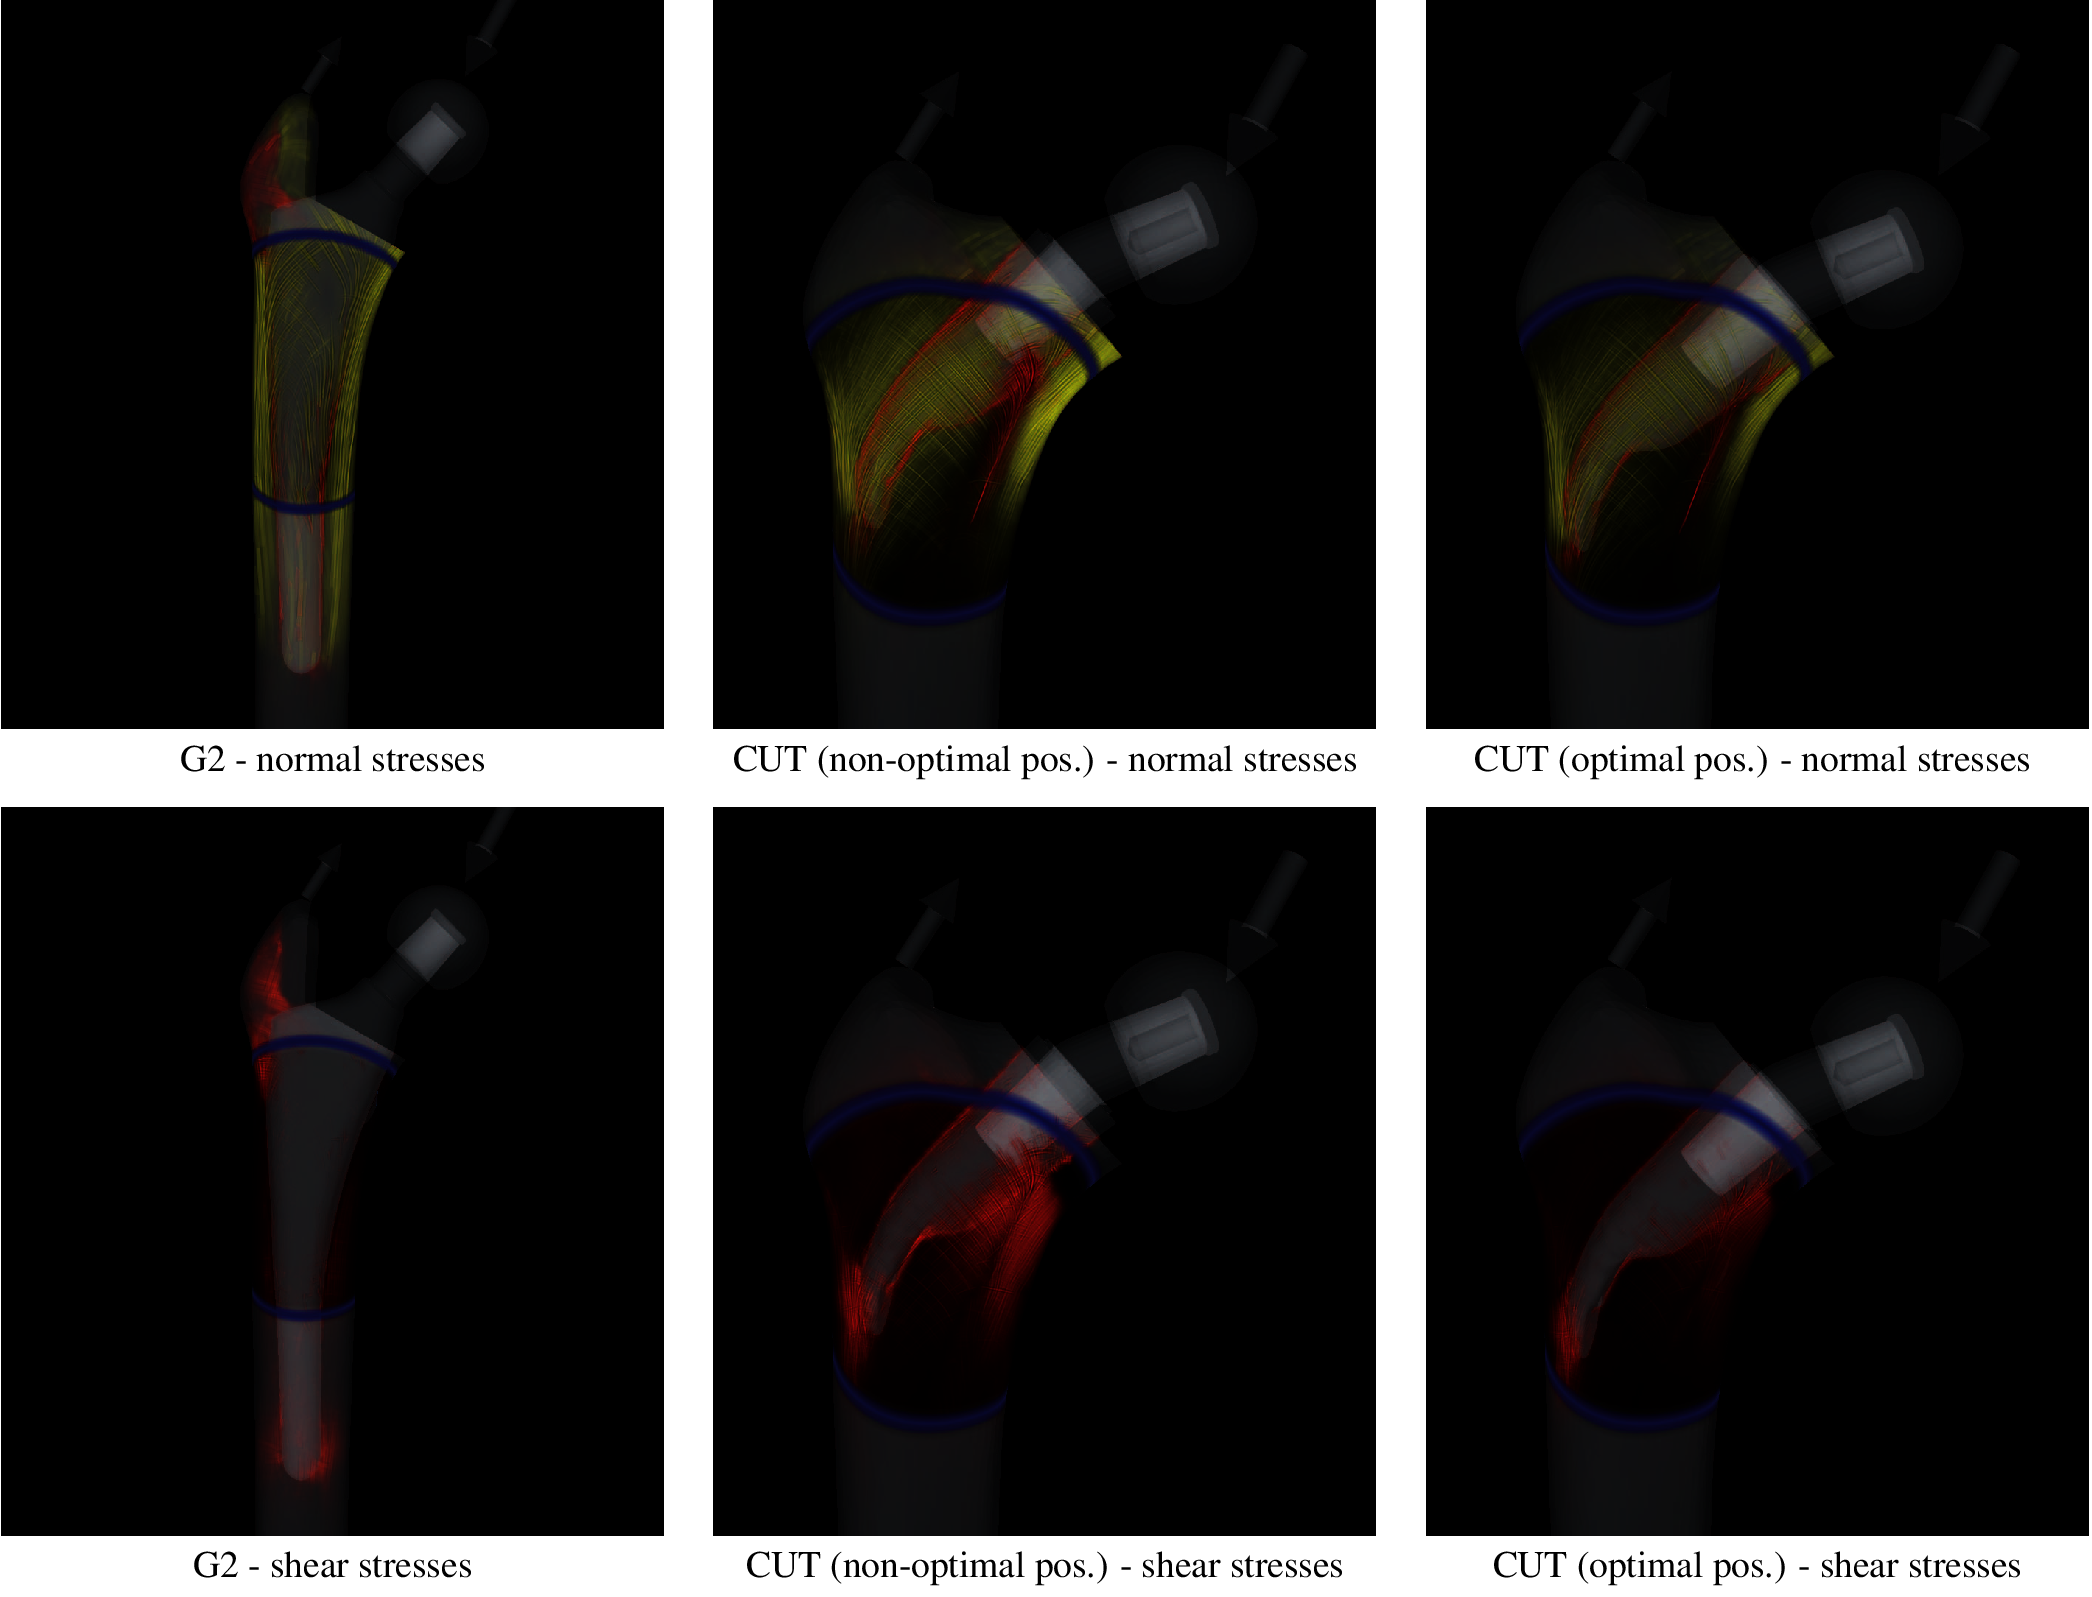 G2 - normal stresses
CUT (non-optimal pos.) - normal stresses
CUT (optimal pos.) - normal stresses
G2 - shear stresses
CUT (non-optimal pos.) - shear stresses
CUT (optimal pos.) - shear stresses